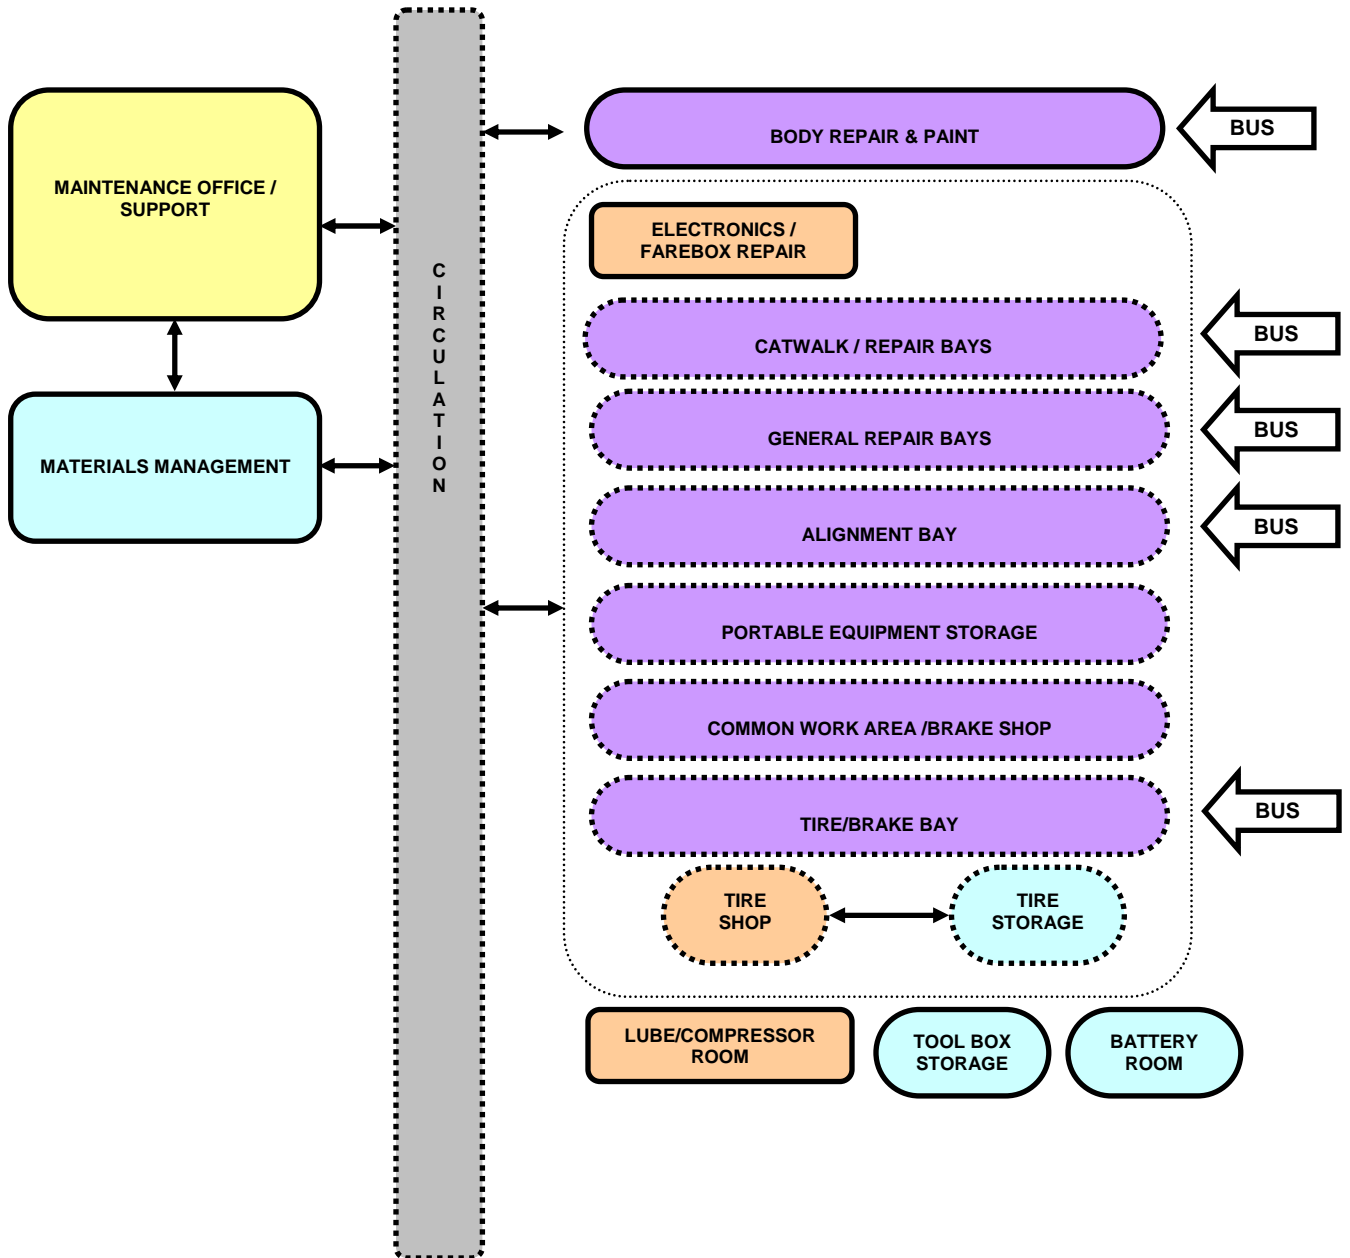 BODY REPAIR & PAINT
BUS
MAINTENANCE OFFICE /
SUPPORT
ELECTRONICS /
FAREBOX REPAIR
CIRCULATION
CATWALK / REPAIR BAYS
BUS
GENERAL REPAIR BAYS
BUS
MATERIALS MANAGEMENT
ALIGNMENT BAY
BUS
PORTABLE EQUIPMENT STORAGE
COMMON WORK AREA /BRAKE SHOP
TIRE/BRAKE BAY
BUS
TIRE
SHOP
TIRE
STORAGE
LUBE/COMPRESSOR
ROOM
TOOL BOX
STORAGE
BATTERY
ROOM